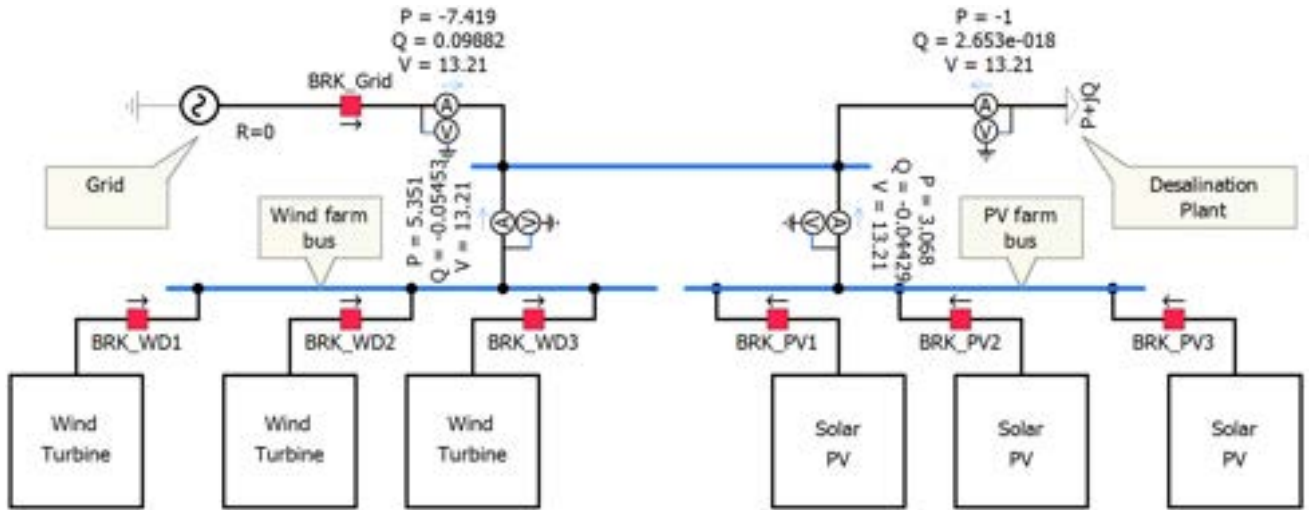 P = -7.419
Q = 0.09882
V = 13.21
P = -1
Q = 2.653e-018
V = 13.21
BRK_Grid
A
V
R=0
A
V
P+jQ
Grid
Desalination
Plant
Wind farm
bus
P = 5.351
Q = -0.05453
V = 13.21
A
V
V
A
P = 3.068
Q = -0.04429
V = 13.21
PV farm
bus
BRK_WD1
BRK_WD2
BRK_WD3
BRK_PV1
BRK_PV2
BRK_PV3
Wind
Turbine
Wind
Turbine
Wind
Turbine
Solar
PV
Solar
PV
Solar
PV